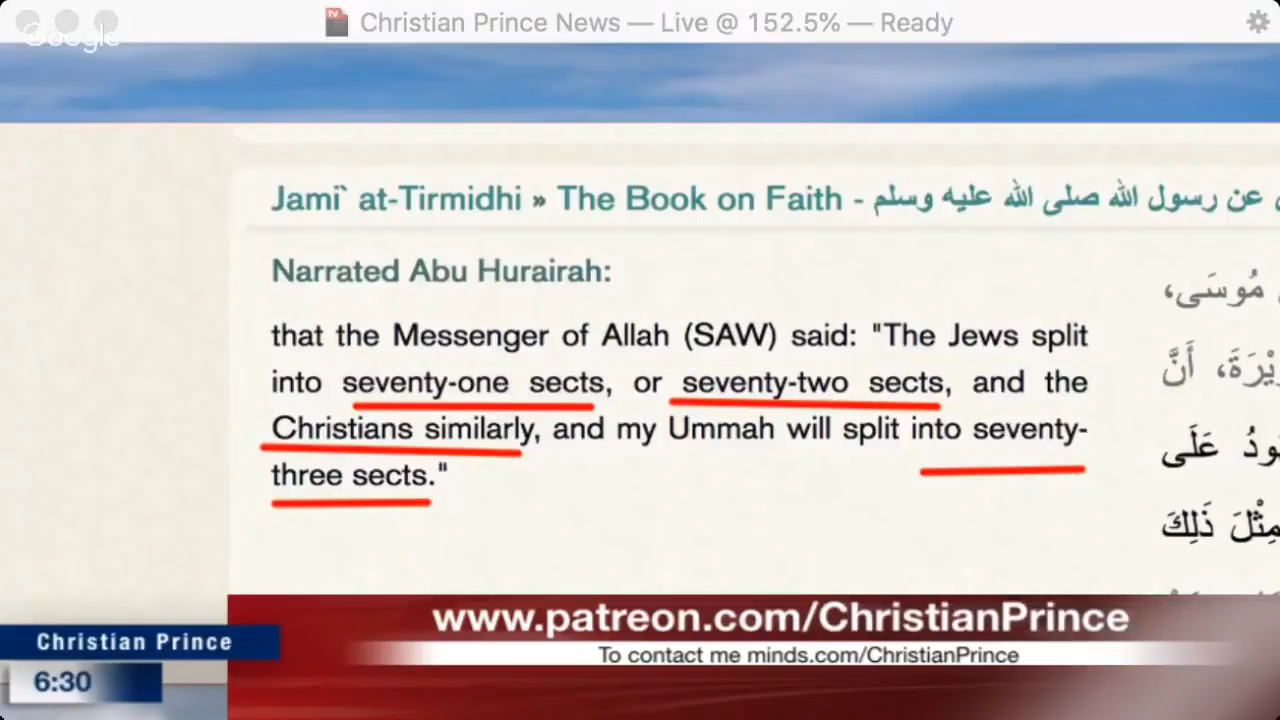 Christian Prince News — Live @ 152.5% — Ready
Google
Jami` at-Tirmidhi » The Book on Faith - عن رسول الله صلى الله عليه وسلم
Narrated Abu Hurairah:
that the Messenger of Allah (SAW) said: "The Jews split
into seventy-one sects, or seventy-two sects, and the
Christians similarly, and my Ummah will split into seventy-
three sects."
مُوسَى،
أَنَّ
عَلَى
مِثْلَ ذَلِكَ
www.patreon.com/ChristianPrince
To contact me minds.com/ChristianPrince
Christian Prince
6:30